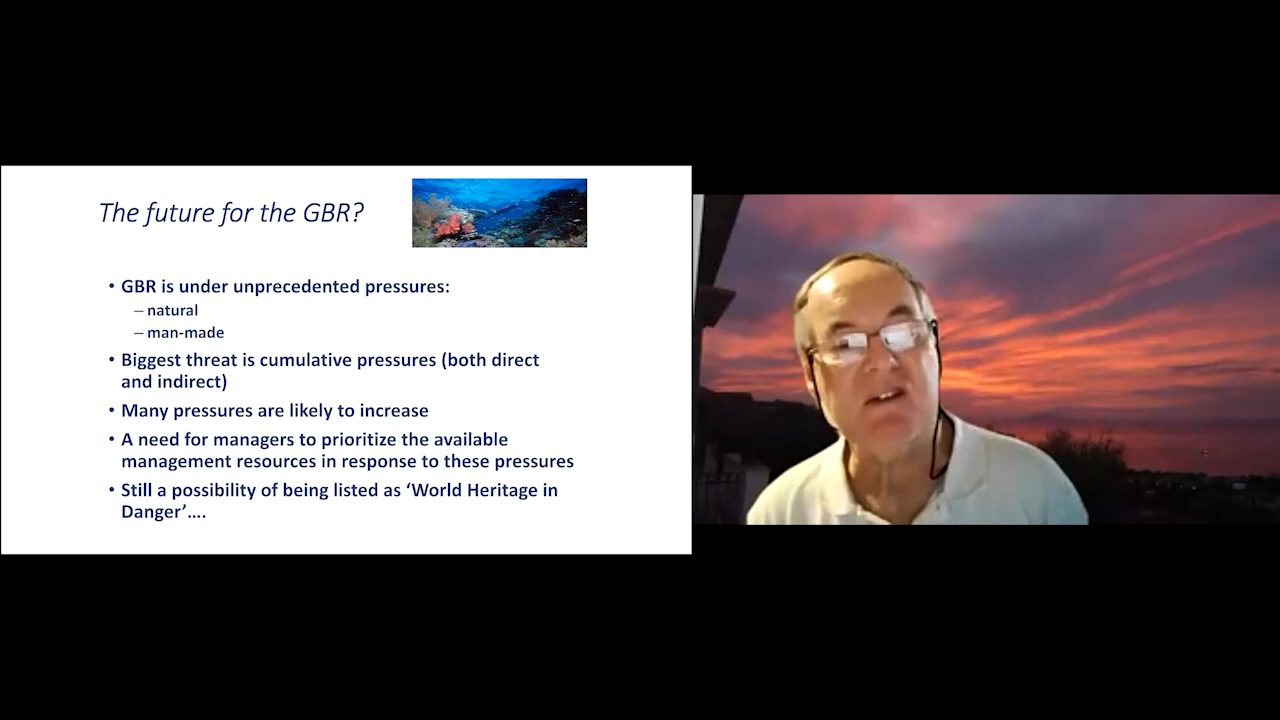 The future for the GBR?
• GBR is under unprecedented pressures:
– natural
– man-made
• Biggest threat is cumulative pressures (both direct
and indirect)
• Many pressures are likely to increase
• A need for managers to prioritize the available
management resources in response to these pressures
• Still a possibility of being listed as ‘World Heritage in
Danger’....